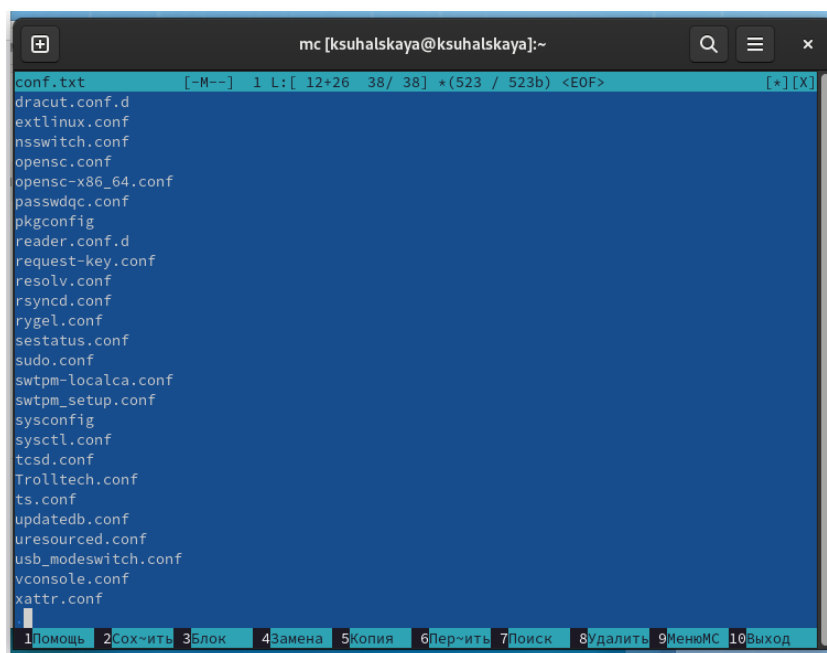 mc [ksuhalskaya@ksuhalskaya]:~
conf.txt [-M--] 1 L:[ 12+26 38/ 38] *(523 / 523b) <EOF> [*][X]
dracut.conf.d
extlinux.conf
nsswitch.conf
opensc.conf
opensc-x86_64.conf
passwdqc.conf
pkgconfig
reader.conf.d
request-key.conf
resolv.conf
rsyncd.conf
rygel.conf
sestatus.conf
sudo.conf
swtpm-localca.conf
swtpm_setup.conf
sysconfig
sysctl.conf
tcsd.conf
Trolltech.conf
ts.conf
updatedb.conf
uresourced.conf
usb_modeswitch.conf
vconsole.conf
xattr.conf
1Помощь 2Сох~ить 3Блок 4Замена 5Копия 6Пер~ить 7Поиск 8Удалить 9МенюMC 10Выход